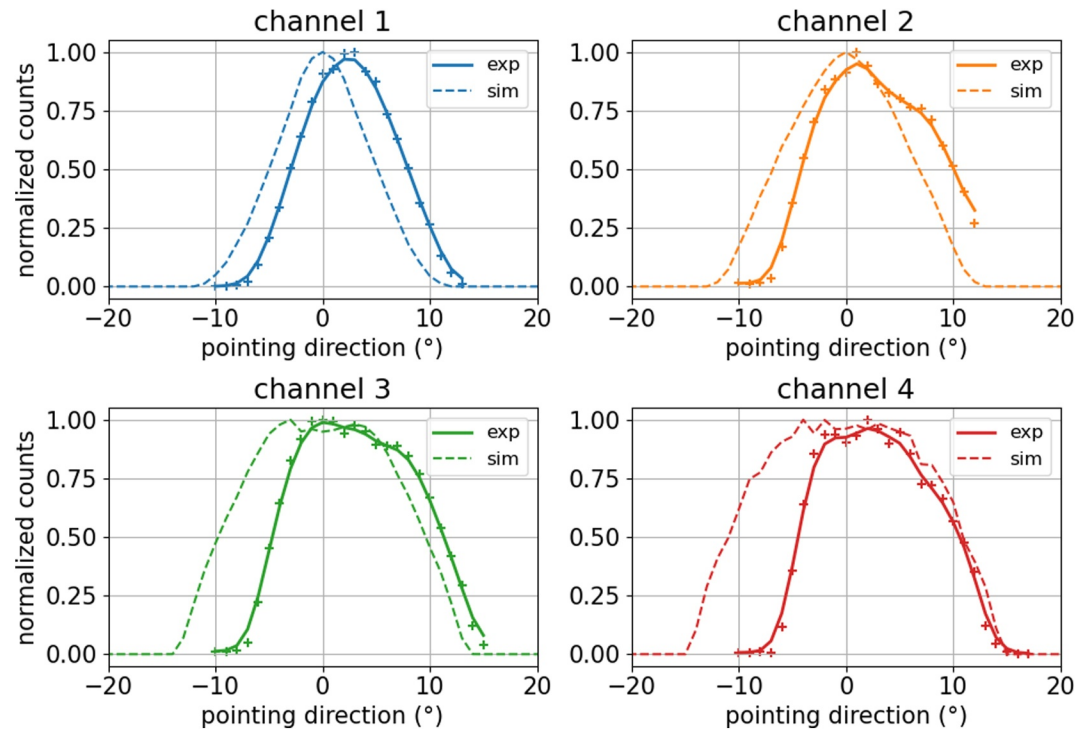 channel 1
channel 2
1.00
0.75
0.50
0.25
0.00
normalized counts
exp
sim
−20
−10
0
10
20
pointing direction (°)
1.00
0.75
0.50
0.25
0.00
exp
sim
−20
−10
0
10
20
pointing direction (°)
channel 3
channel 4
1.00
0.75
0.50
0.25
0.00
normalized counts
exp
sim
−20
−10
0
10
20
pointing direction (°)
1.00
0.75
0.50
0.25
0.00
exp
sim
−20
−10
0
10
20
pointing direction (°)